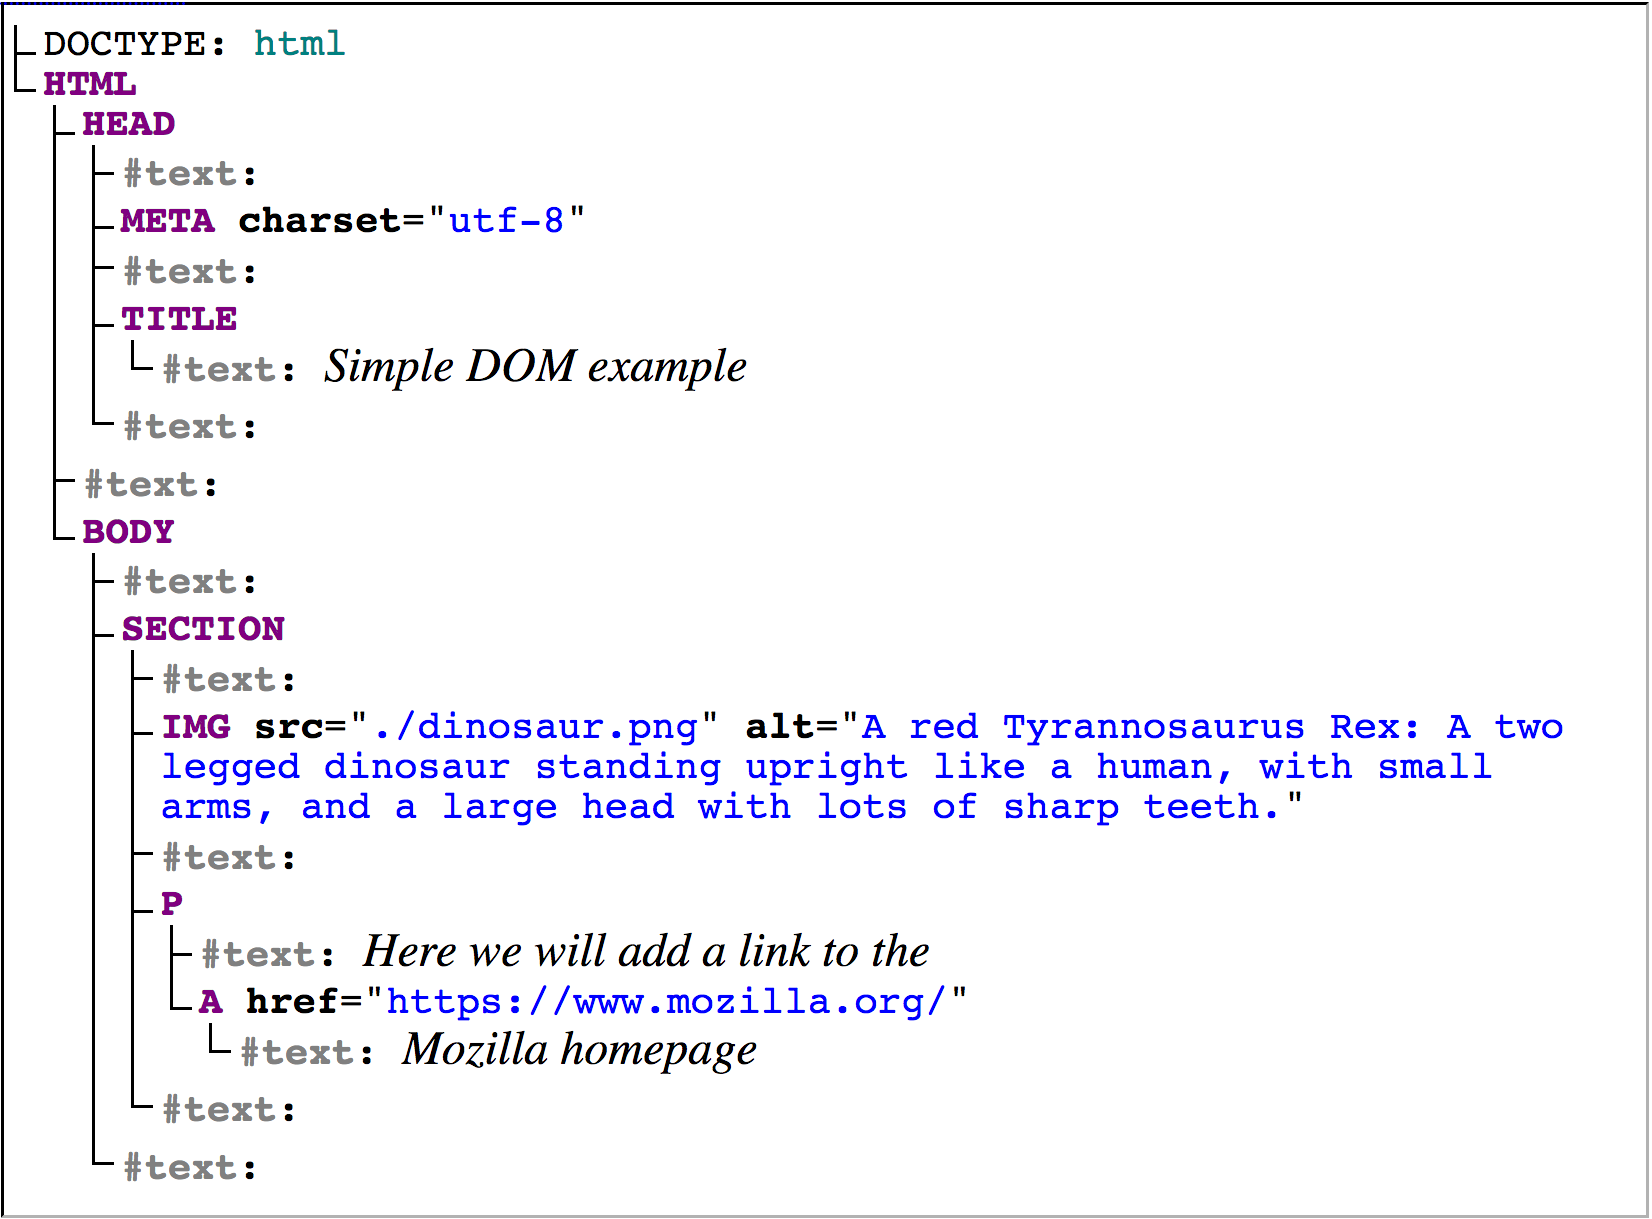 DOCTYPE: html
HTML
HEAD
#text:
META charset="utf-8"
#text:
TITLE
#text: Simple DOM example
#text:
#text:
BODY
#text:
SECTION
#text:
IMG src="./dinosaur.png" alt="A red Tyrannosaurus Rex: A two
legged dinosaur standing upright like a human, with small
arms, and a large head with lots of sharp teeth."
#text:
P
#text: Here we will add a link to the
A href="https://www.mozilla.org/"
#text: Mozilla homepage
#text:
#text: